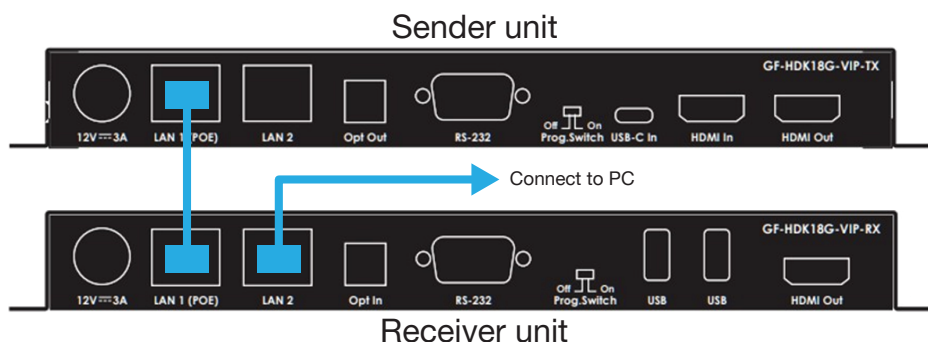 Sender unit
GF-HDK18G-VIP-TX
12V⎓3A LAN 1 (POE) LAN 2 Opt Out RS-232 Off On Prog.Switch USB-C In HDMI In HDMI Out
Connect to PC
GF-HDK18G-VIP-RX
12V⎓3A LAN 1 (POE) LAN 2 Opt In RS-232 Off On Prog.Switch USB USB HDMI Out
Receiver unit